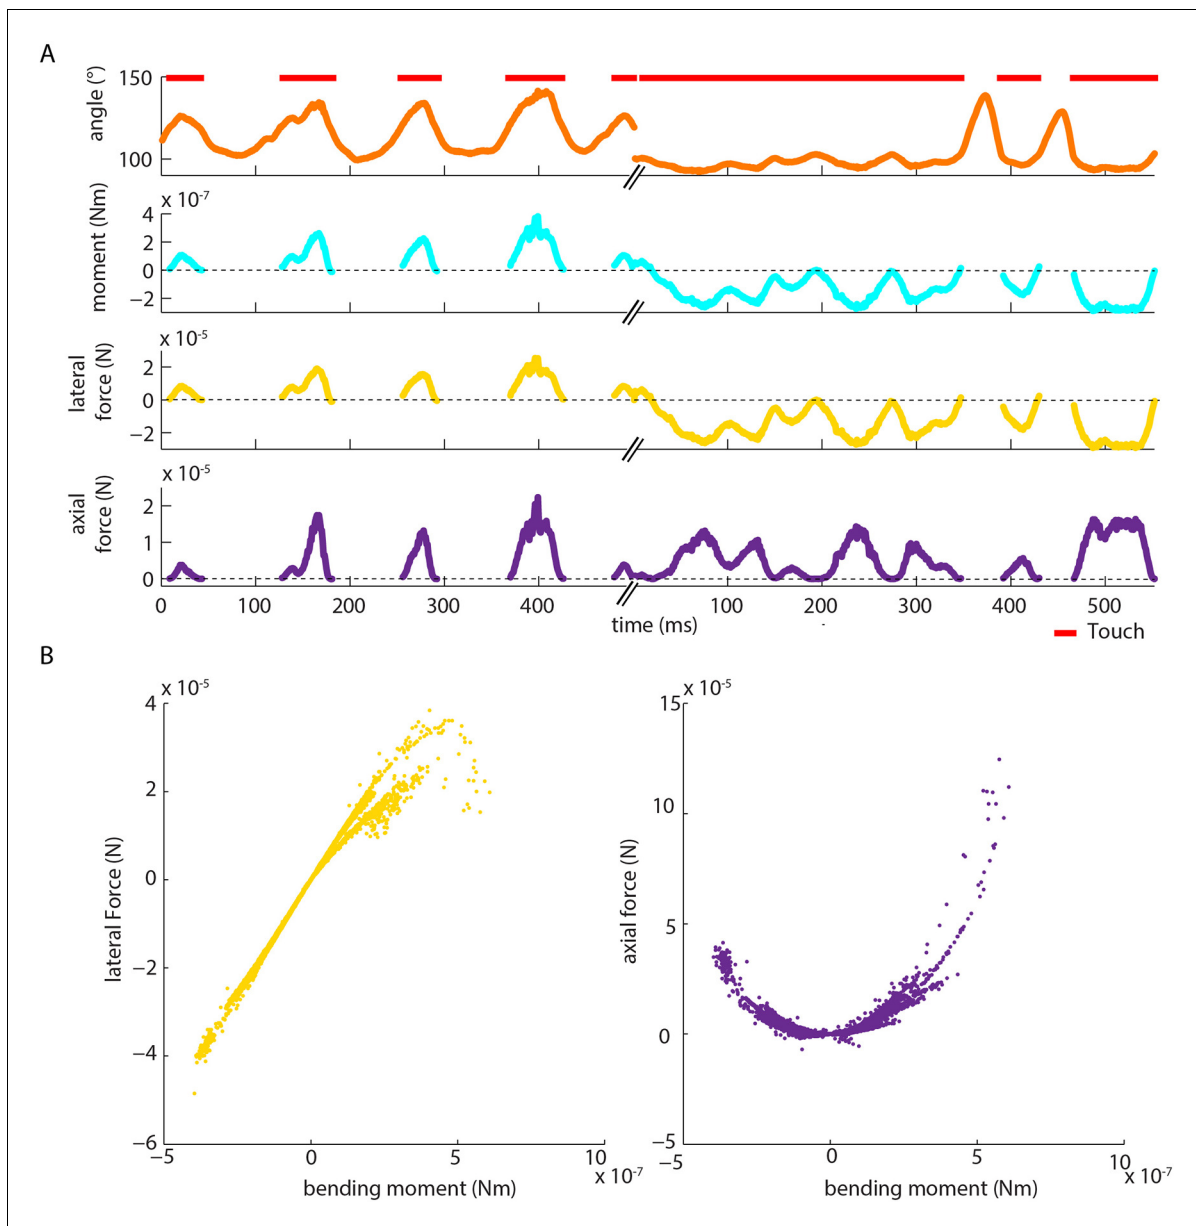 A
angle (°)
150
100
x 10-7
moment (Nm)
4
2
0
−2
x 10-5
lateral
force (N)
2
0
−2
x 10-5
axial
force (N)
2
1
0
0 100 200 300 400 100 200 300 400 500
time (ms)
Touch
B
x 10-5
4
2
0
−2
−4
−6
lateral Force (N)
−5 0 5 10
x 10-7
bending moment (Nm)
x 10-5
15
10
5
0
−5
axial force (N)
−5 0 5 10
x 10-7
bending moment (Nm)